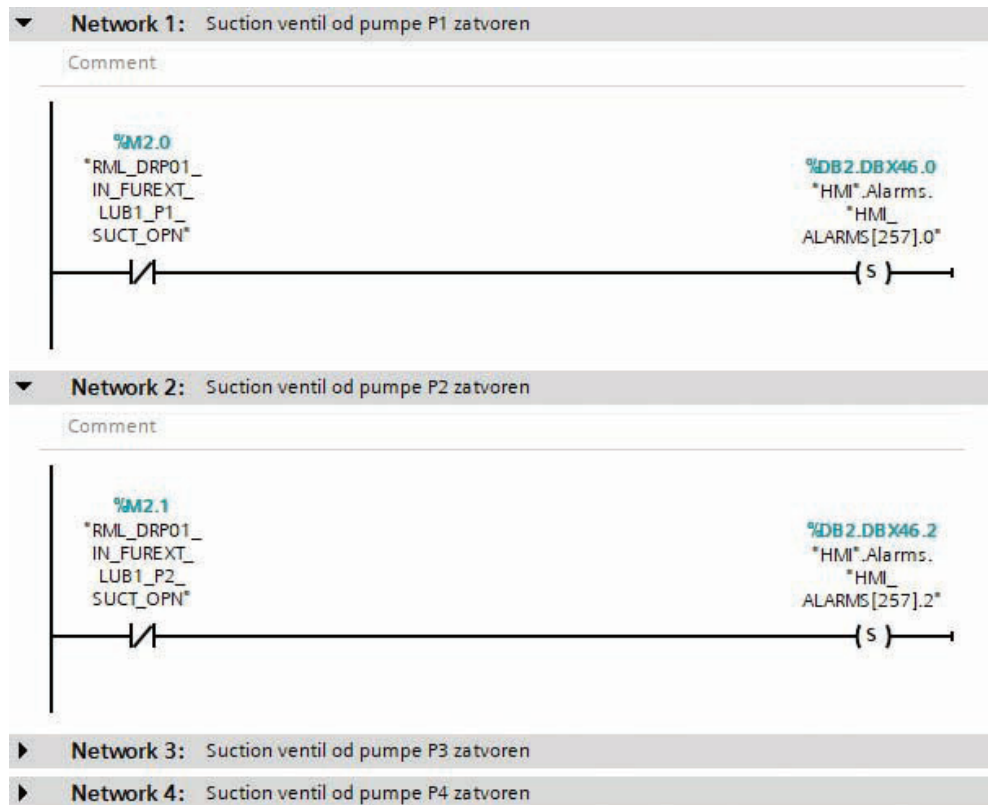 Network 1: Suction ventil od pumpe P1 zatvoren
Comment
%M2.0
"RML_DRP01_
IN_FUREXT_
LUB1_P1_
SUCT_OPN"
%DB2.DBX46.0
"HMI".Alarms.
"HMI_
ALARMS[257].0"
S
Network 2: Suction ventil od pumpe P2 zatvoren
Comment
%M2.1
"RML_DRP01_
IN_FUREXT_
LUB1_P2_
SUCT_OPN"
%DB2.DBX46.2
"HMI".Alarms.
"HMI_
ALARMS[257].2"
S
Network 3: Suction ventil od pumpe P3 zatvoren
Network 4: Suction ventil od pumpe P4 zatvoren